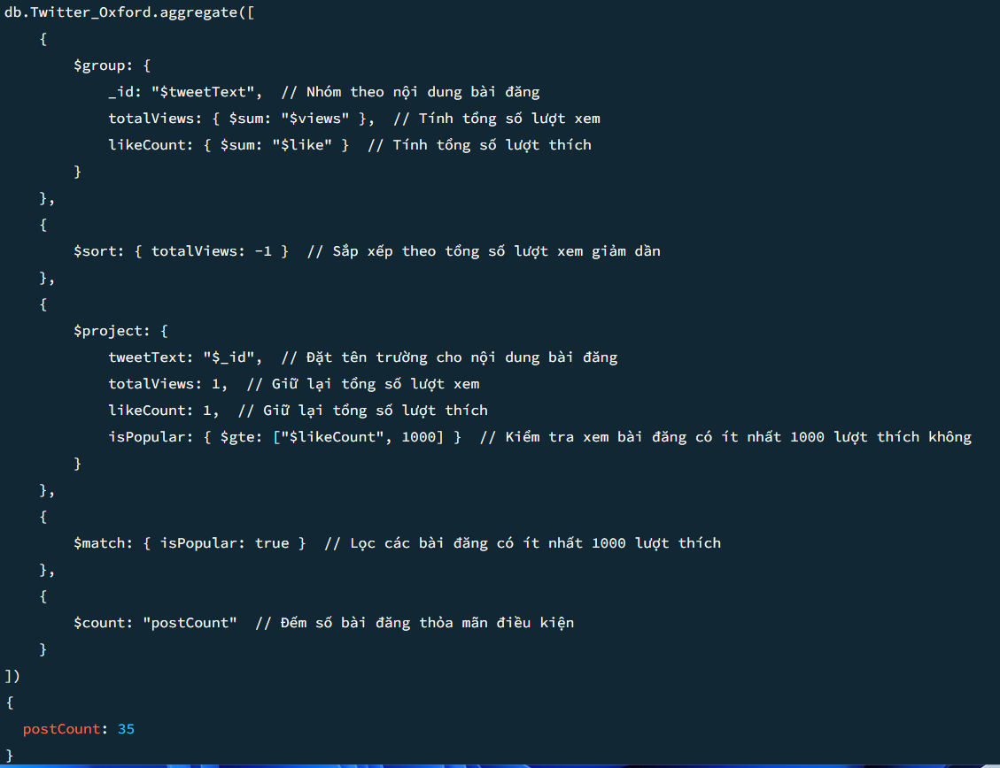 db.Twitter_Oxford.aggregate([
    {
        $group: {
            _id: "$tweetText",  // Nhóm theo nội dung bài đăng
            totalViews: { $sum: "$views" },  // Tính tổng số lượt xem
            likeCount: { $sum: "$like" }  // Tính tổng số lượt thích
        }
    },
    {
        $sort: { totalViews: -1 }  // Sắp xếp theo tổng số lượt xem giảm dần
    },
    {
        $project: {
            tweetText: "$_id",  // Đặt tên trường cho nội dung bài đăng
            totalViews: 1,  // Giữ lại tổng số lượt xem
            likeCount: 1,  // Giữ lại tổng số lượt thích
            isPopular: { $gte: ["$likeCount", 1000] }  // Kiểm tra xem bài đăng có ít nhất 1000 lượt thích không
        }
    },
    {
        $match: { isPopular: true }  // Lọc các bài đăng có ít nhất 1000 lượt thích
    },
    {
        $count: "postCount"  // Đếm số bài đăng thỏa mãn điều kiện
    }
])
{
  postCount: 35
}